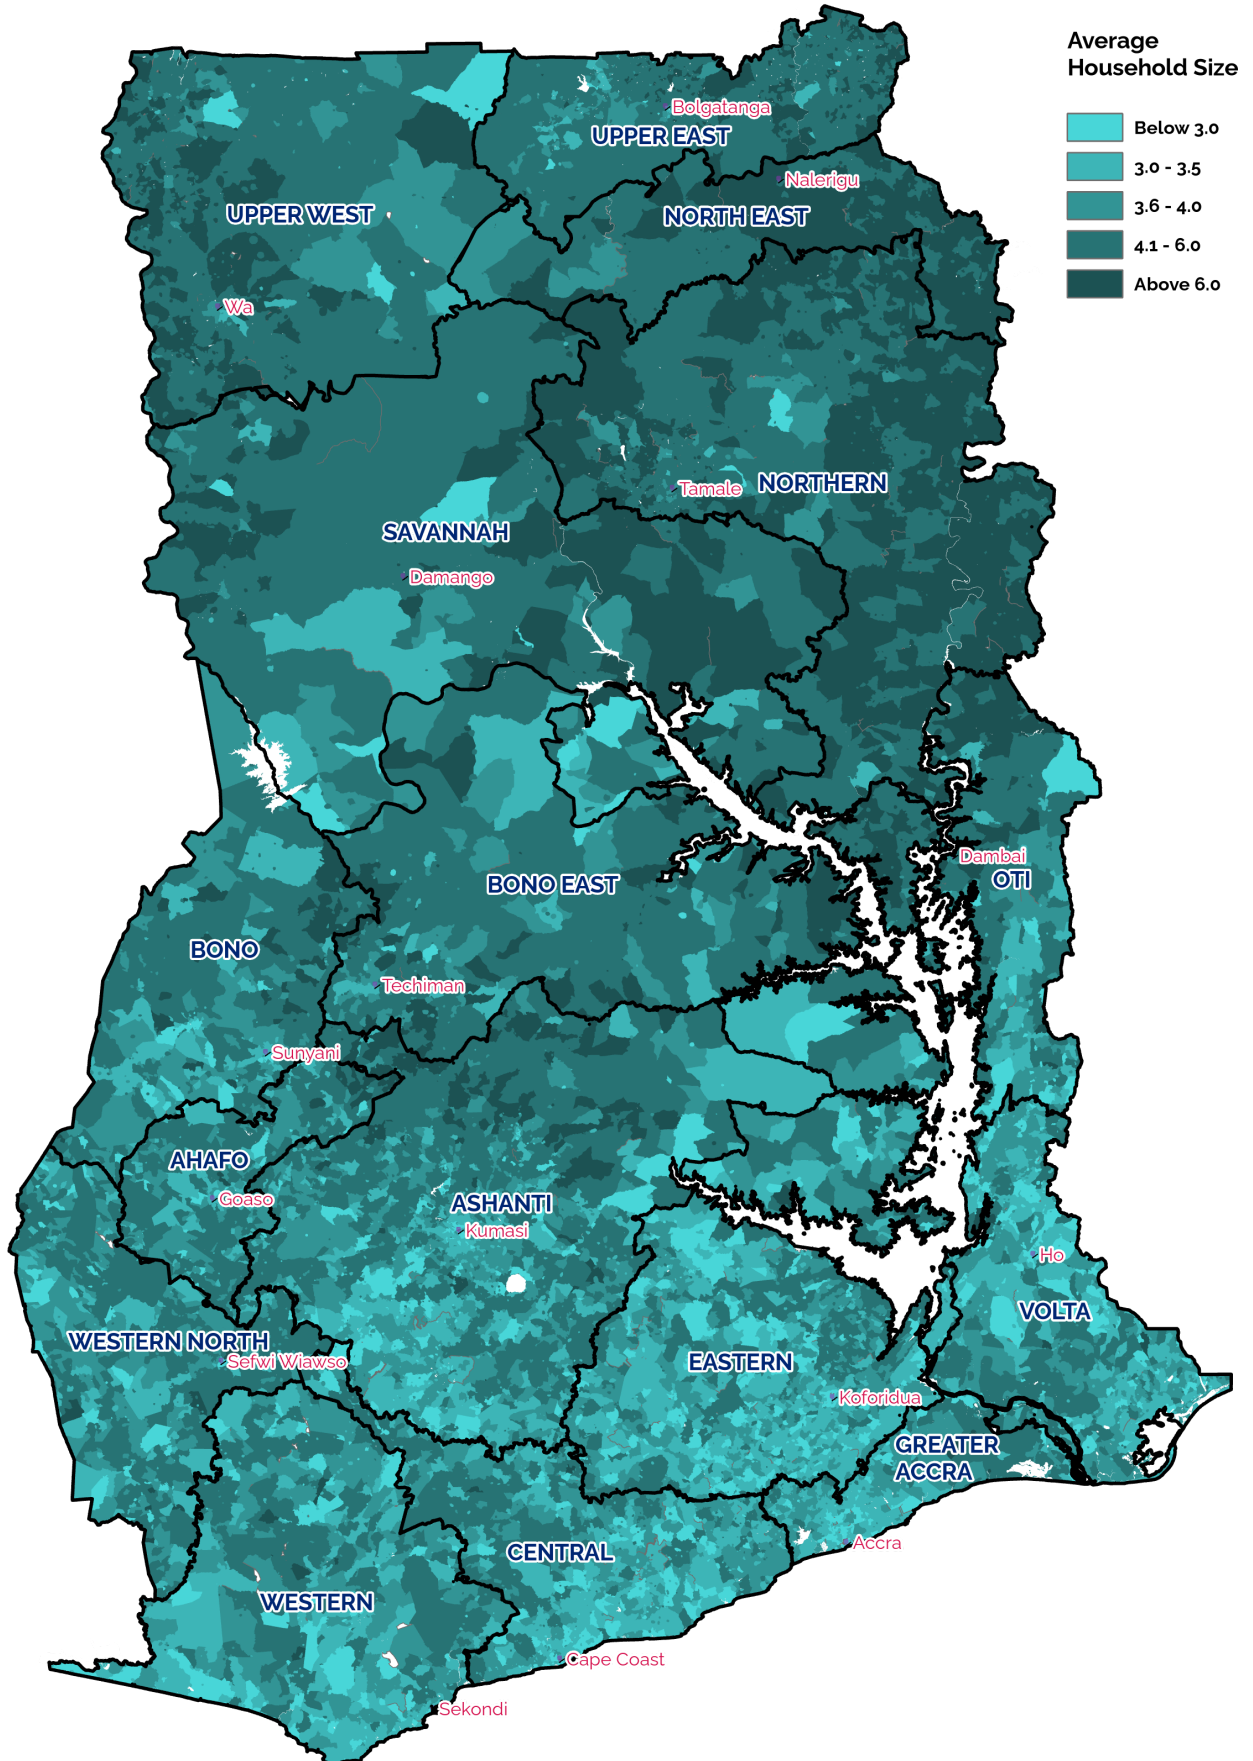 Average
Household Size
Below 3.0
3.0 - 3.5
3.6 - 4.0
4.1 - 6.0
Above 6.0
Bolgatanga
UPPER EAST
Nalerigu
UPPER WEST
NORTH EAST
Wa
Tamale
NORTHERN
SAVANNAH
Damango
Dambai
OTI
BONO EAST
BONO
Techiman
Sunyani
AHAFO
Goaso
ASHANTI
Kumasi
Ho
VOLTA
WESTERN NORTH
Sefwi Wiawso
EASTERN
Koforidua
GREATER
ACCRA
Accra
CENTRAL
WESTERN
Cape Coast
Sekondi